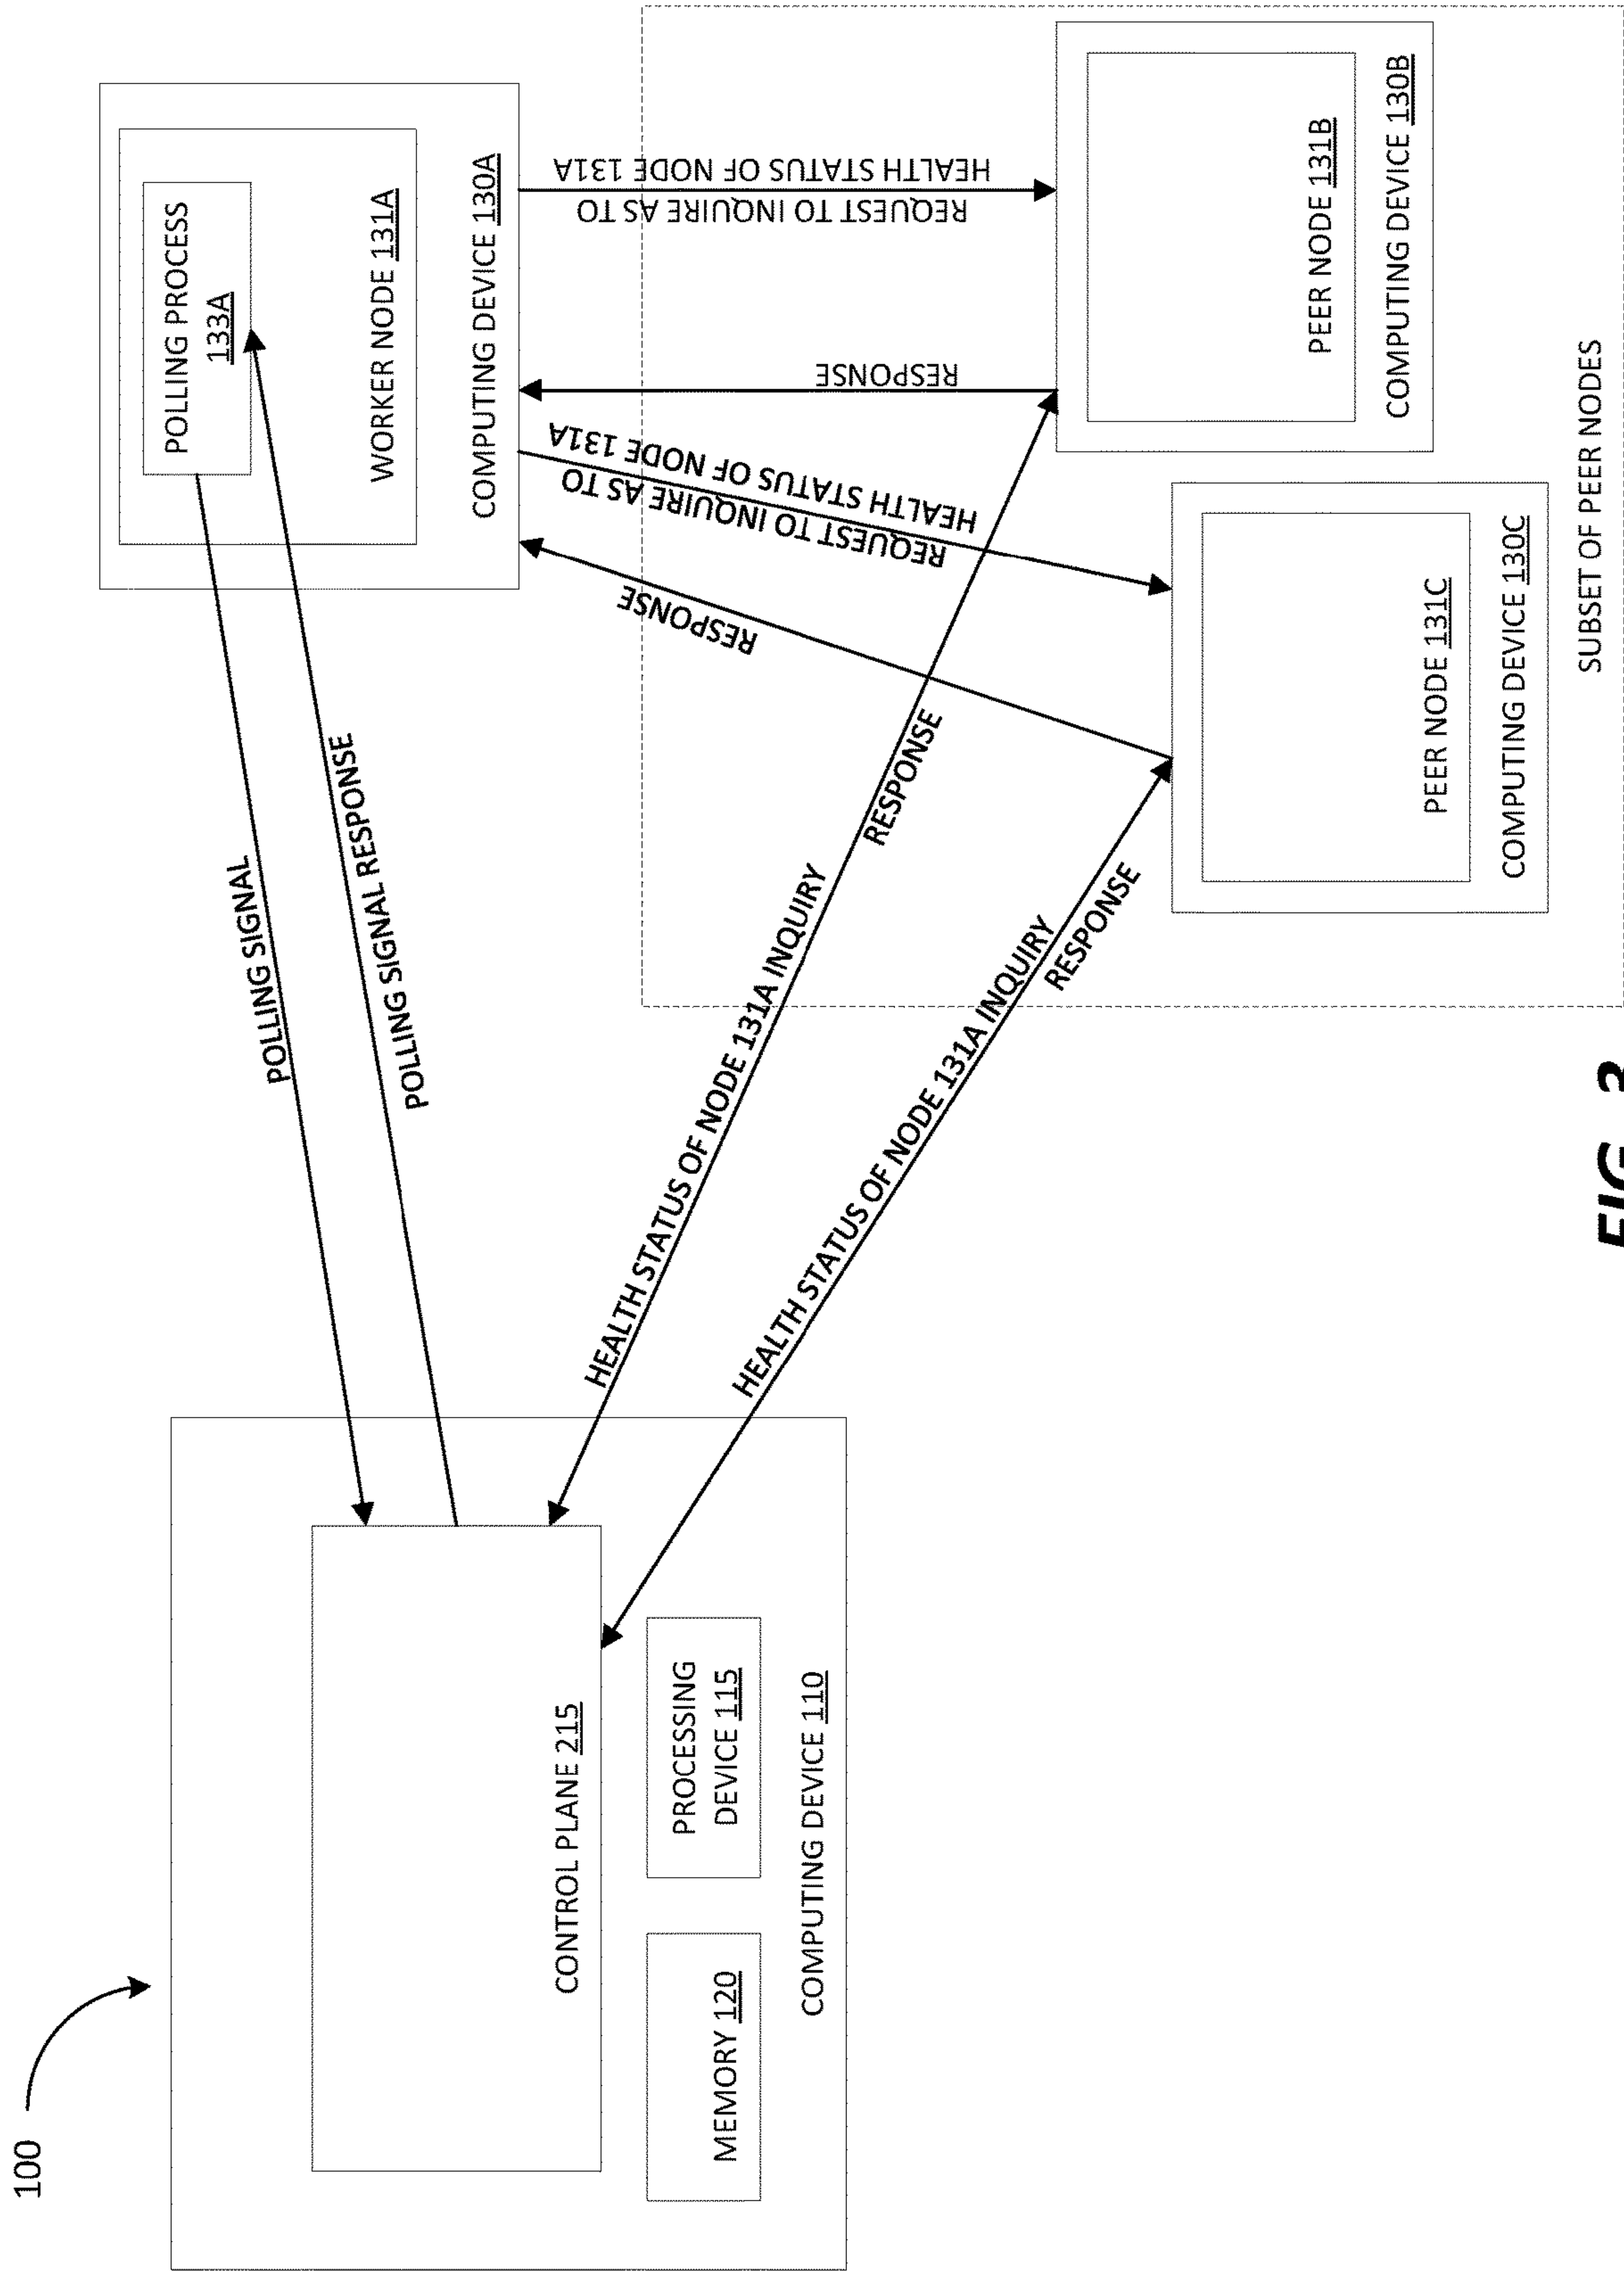 100
POLLING PROCESS
133A
WORKER NODE 131A
COMPUTING DEVICE 130A
POLLING SIGNAL
POLLING SIGNAL RESPONSE
CONTROL PLANE 215
MEMORY 120
PROCESSING
DEVICE 115
COMPUTING DEVICE 110
HEALTH STATUS OF NODE 131A INQUIRY
RESPONSE
HEALTH STATUS OF NODE 131A INQUIRY
RESPONSE
RESPONSE
REQUEST TO INQUIRE AS TO
HEALTH STATUS OF NODE 131A
RESPONSE
REQUEST TO INQUIRE AS TO
HEALTH STATUS OF NODE 131A
PEER NODE 131C
COMPUTING DEVICE 130C
PEER NODE 131B
COMPUTING DEVICE 130B
SUBSET OF PEER NODES
FIG. 3